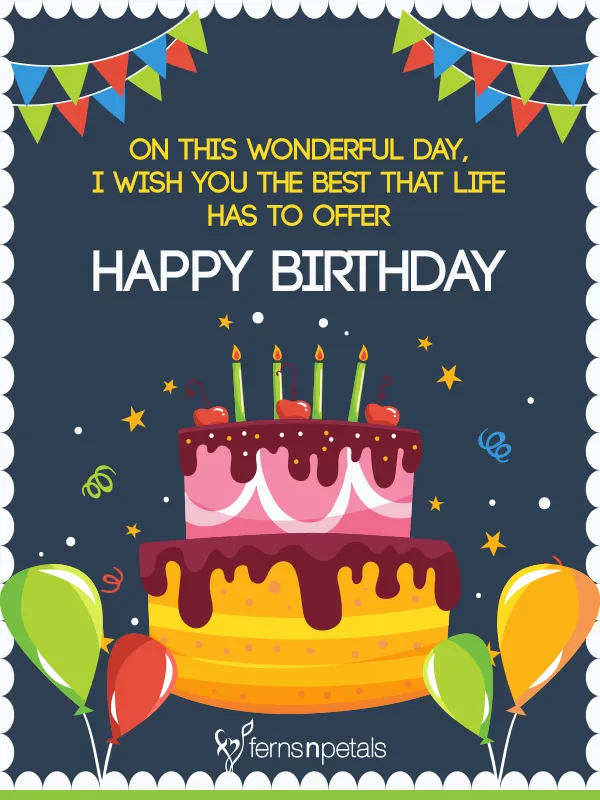 ON THIS WONDERFUL DAY,
I WISH YOU THE BEST THAT LIFE
HAS TO OFFER
HAPPY BIRTHDAY
fernsnpetals